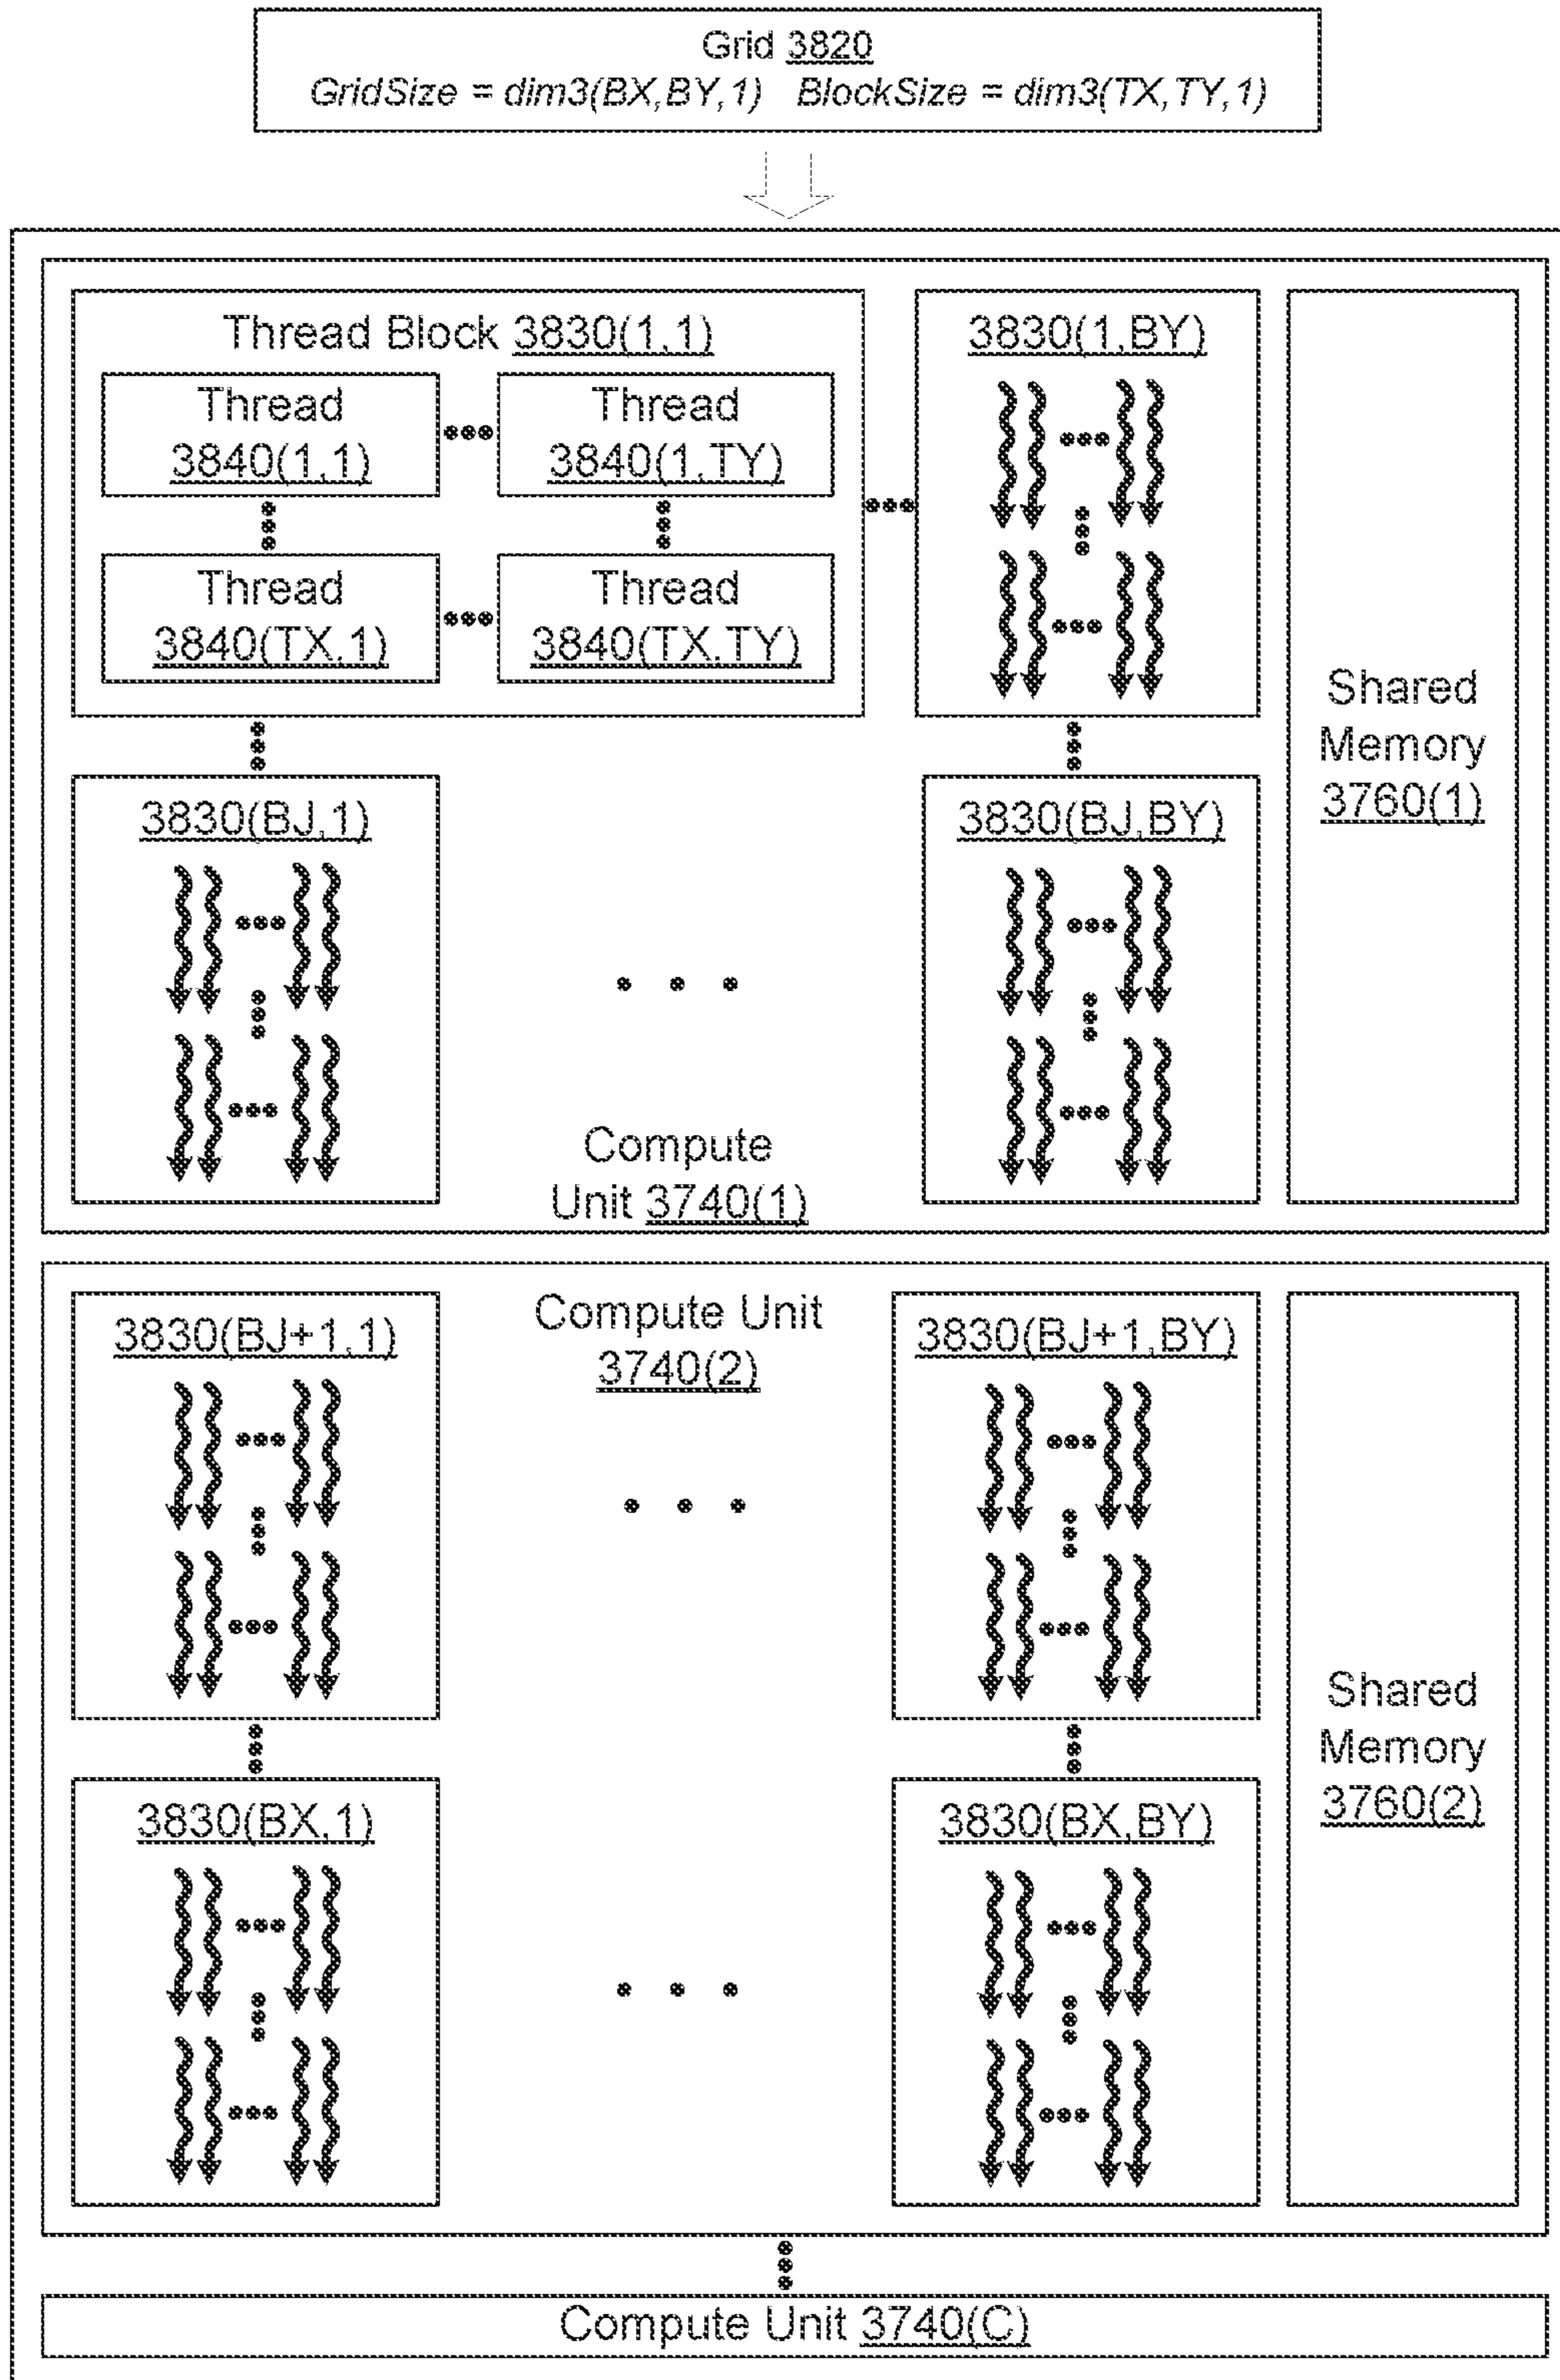 Grid 3820
GridSize = dim3(BX,BY,1) BlockSize = dim3(TX,TY,1)
Thread Block 3830(1,1)
Thread
3840(1,1)
Thread
3840(1,TY)
Thread
3840(TX,1)
Thread
3840(TX,TY)
3830(1,BY)
Shared
Memory
3760(1)
3830(BJ,1)
3830(BJ,BY)
Compute
Unit 3740(1)
3830(BJ+1,1)
Compute Unit
3740(2)
3830(BJ+1,BY)
Shared
Memory
3760(2)
3830(BX,1)
3830(BX,BY)
Compute Unit 3740(C)